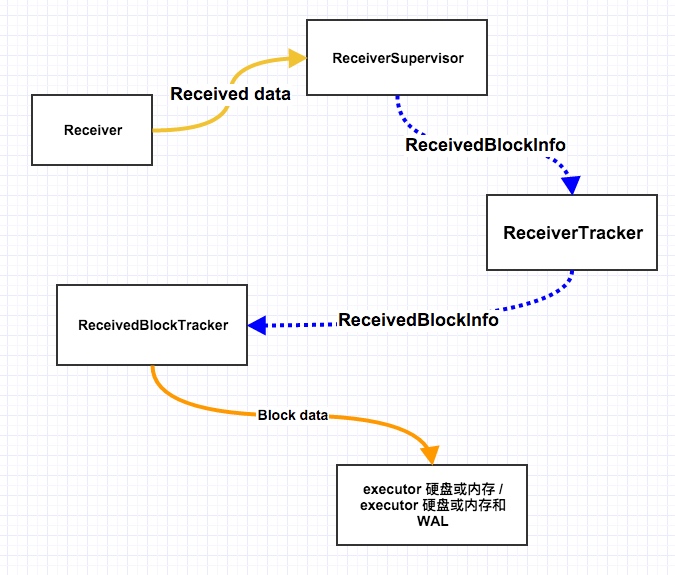 ReceiverSupervisor
Received data
Receiver
ReceivedBlockInfo
ReceiverTracker
ReceivedBlockInfo
ReceivedBlockTracker
Block data
executor 硬盘或内存 /
executor 硬盘或内存和
WAL